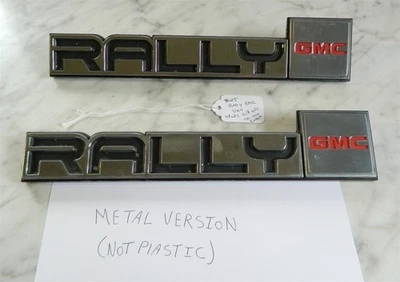 RALLY GMC
RALLY GMC
METAL VERSION
(NOT PLASTIC)